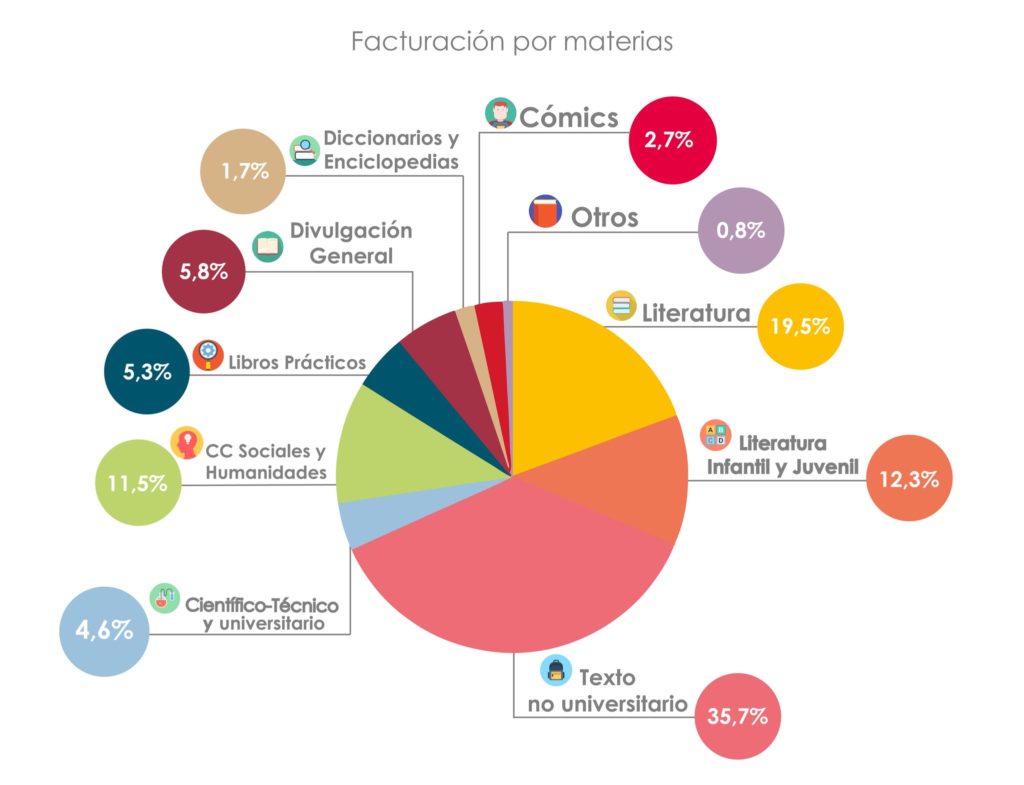 Facturación por materias
Cómics
2,7%
Diccionarios y
Enciclopedias
1,7%
Otros
0,8%
Divulgación
General
5,8%
Literatura
19,5%
Libros Prácticos
5,3%
A B
C D
Literatura
Infantil y Juvenil
12,3%
CC Sociales y
Humanidades
11,5%
Científico-Técnico
y universitario
4,6%
Texto
no universitario
35,7%